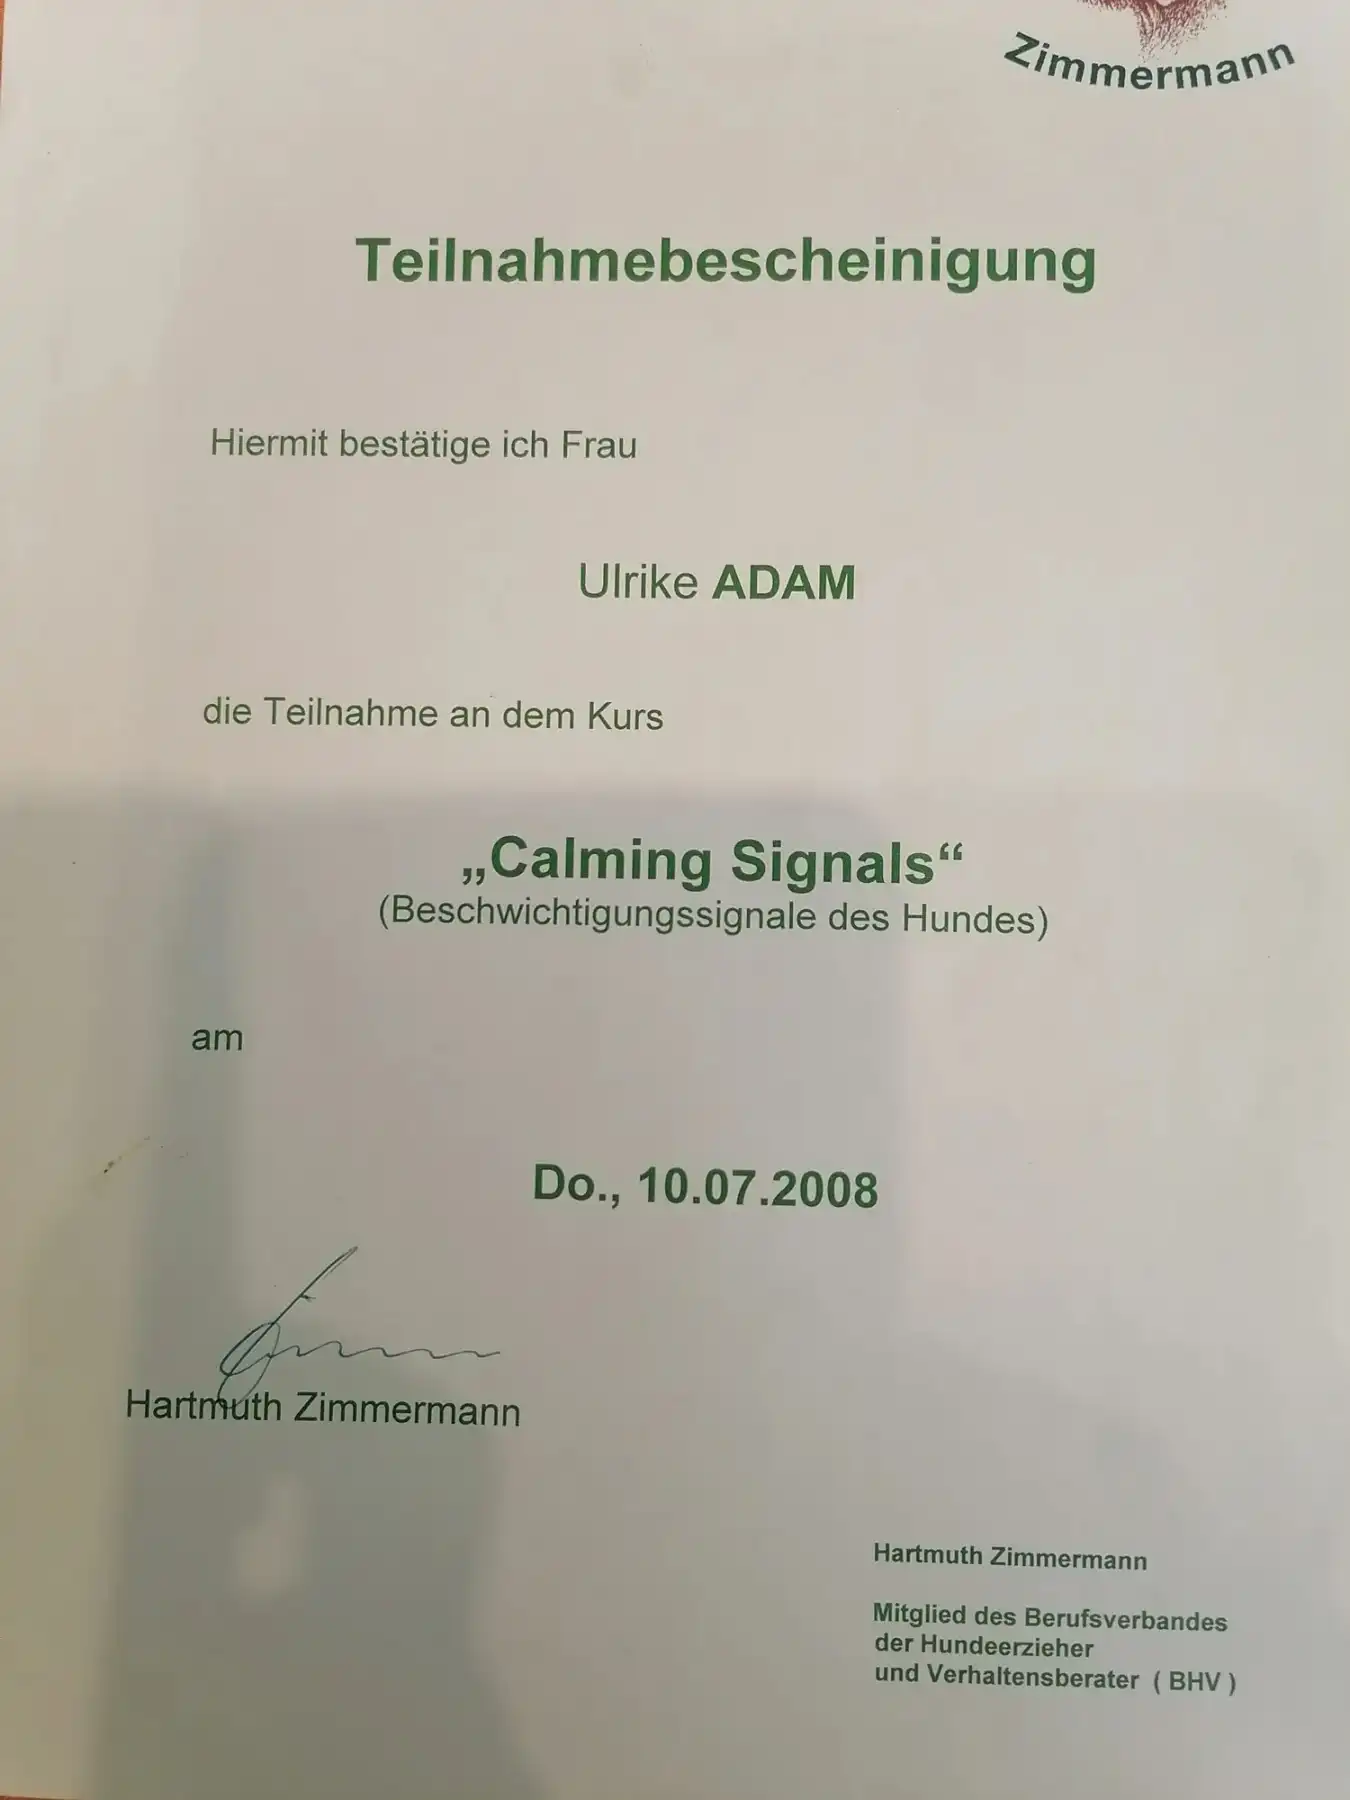 Zimmermann
Teilnahmebescheinigung
Hiermit bestätige ich Frau
Ulrike ADAM
die Teilnahme an dem Kurs
„Calming Signals“
(Beschwichtigungssignale des Hundes)
am
Do., 10.07.2008
Hartmuth Zimmermann
Hartmuth Zimmermann
Mitglied des Berufsverbandes
der Hundeerzieher
und Verhaltensberater ( BHV )